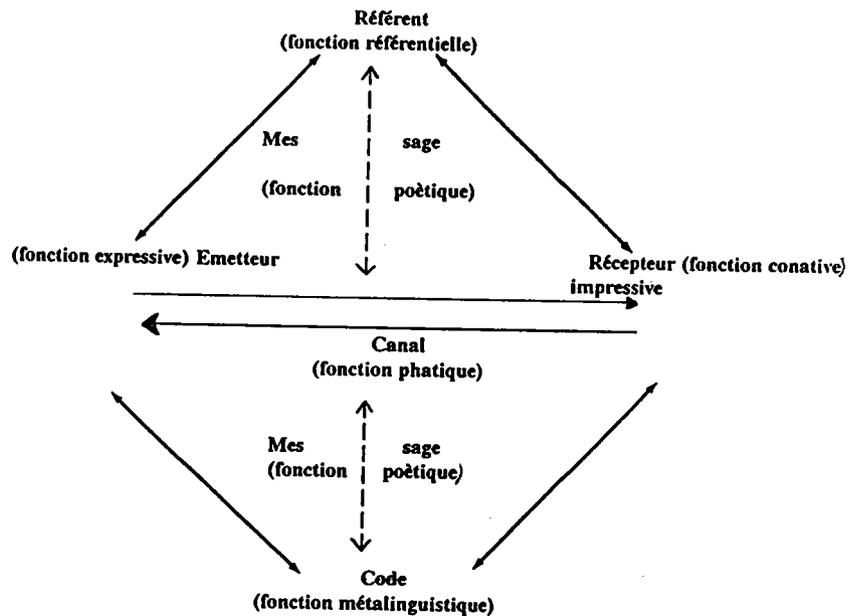 Référent
(fonction référentielle)
Mes sage
(fonction poètique)
(fonction expressive) Emetteur
Récepteur (fonction conative)
impressive
Canal
(fonction phatique)
Mes sage
(fonction poètique)
Code
(fonction métalinguistique)